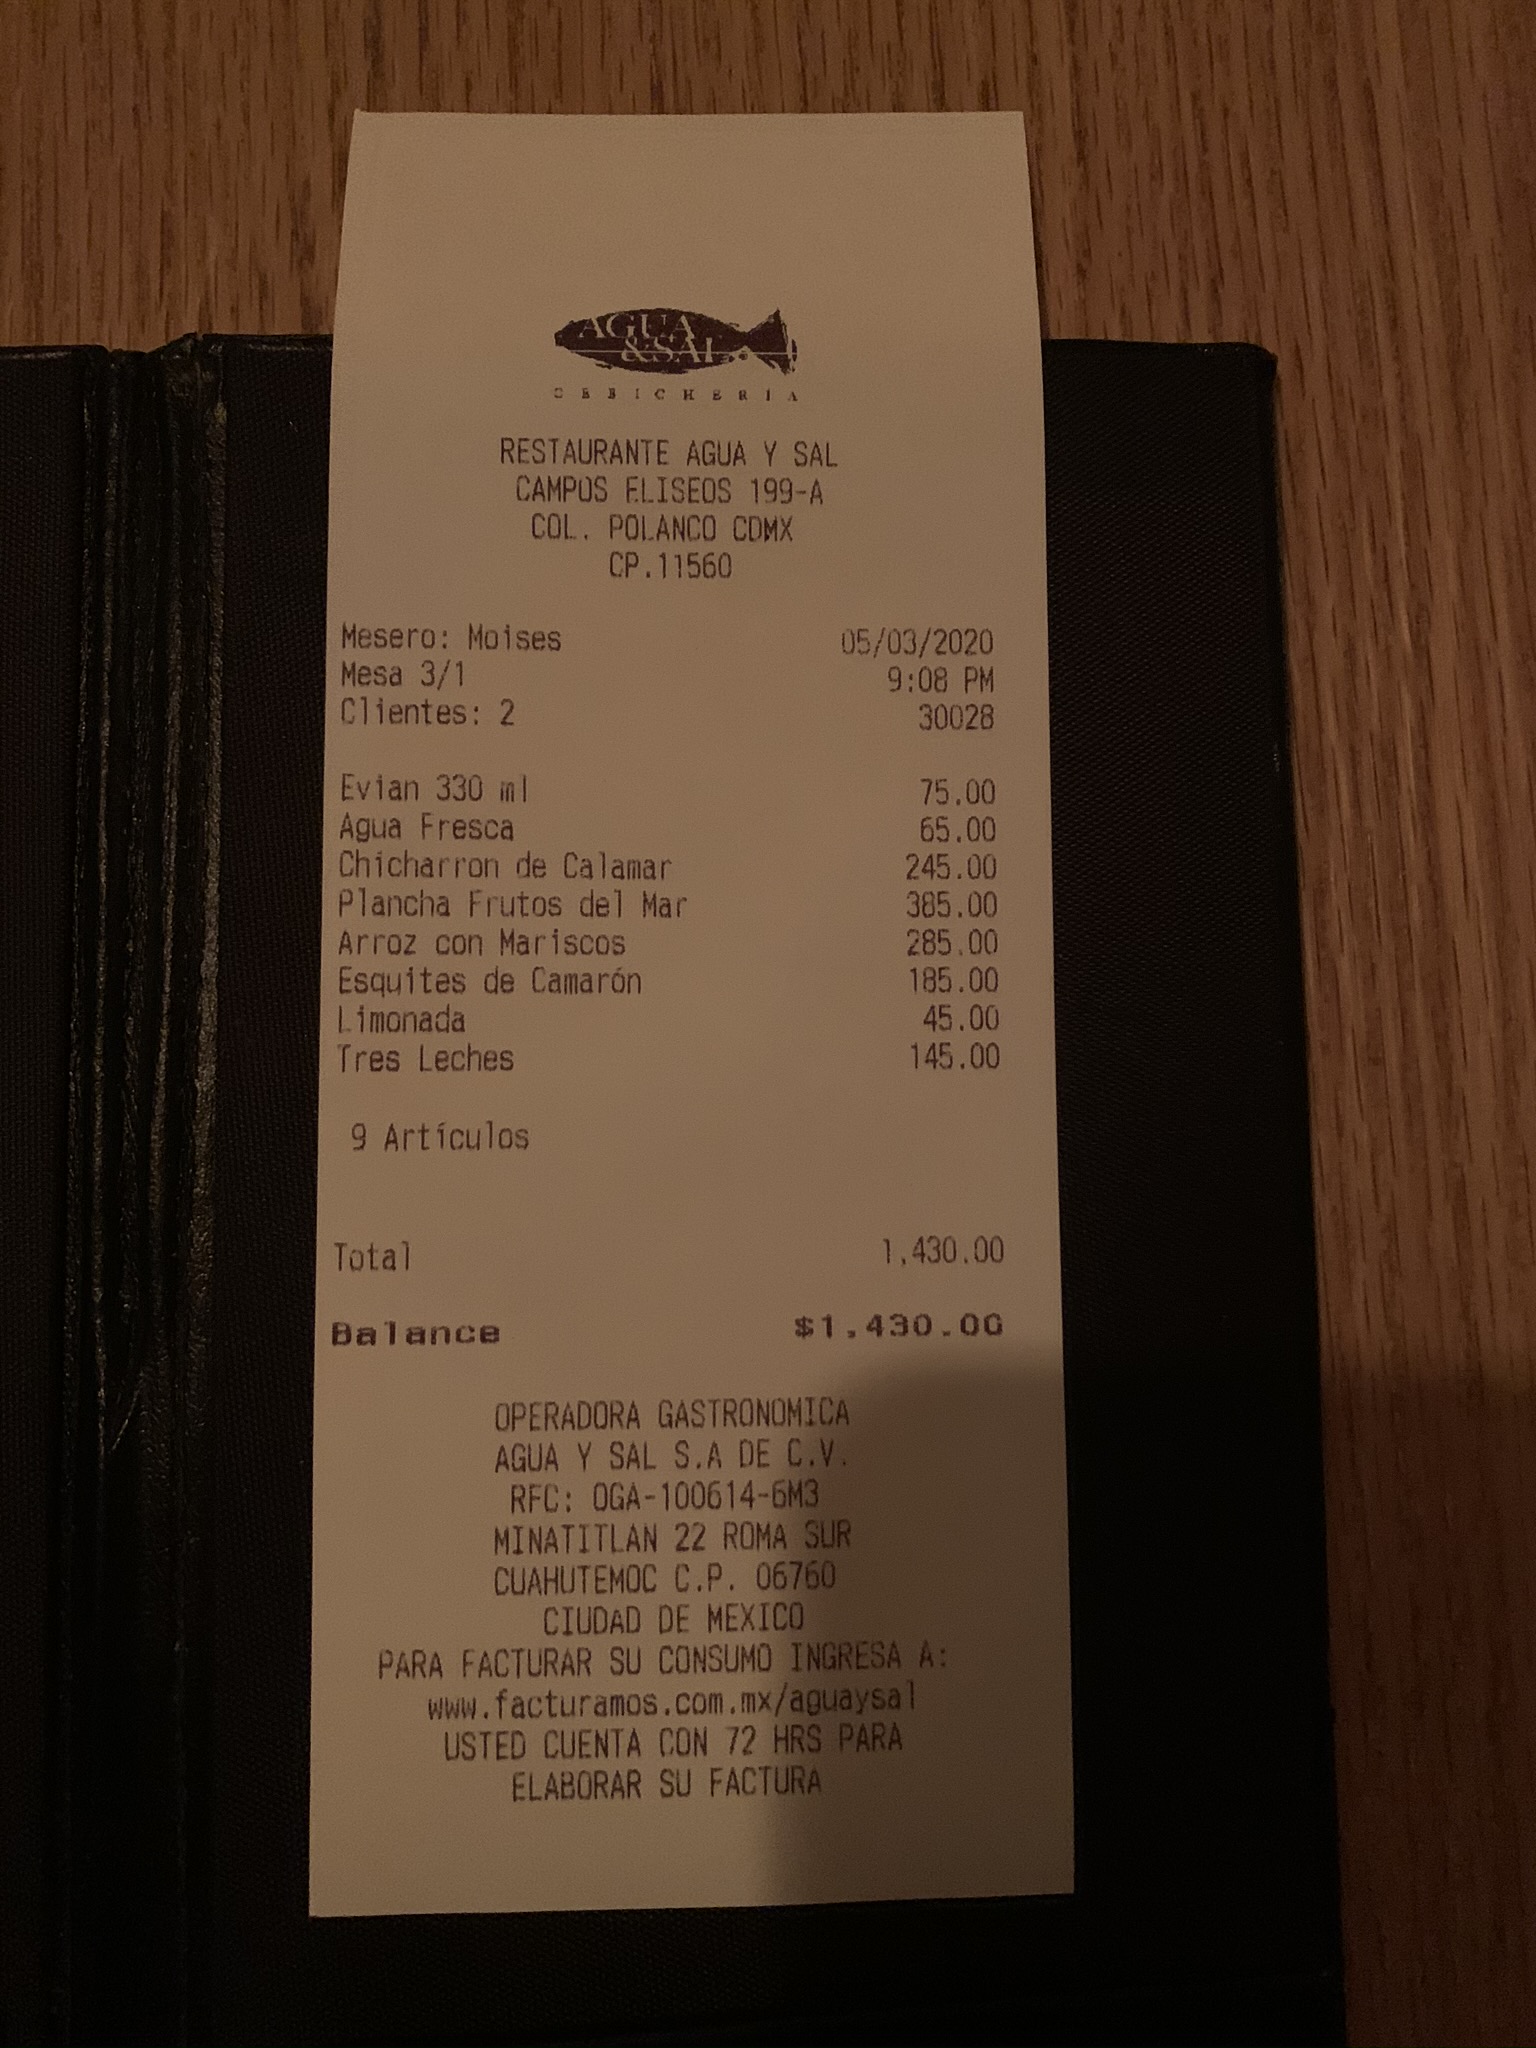 AGUA
&SAL
CEBICHERÍA
RESTAURANTE AGUA Y SAL
CAMPOS ELISEOS 199-A
COL. POLANCO CDMX
CP.11560
Mesero: Moises 05/03/2020
Mesa 3/1 9:08 PM
Clientes: 2 30028
Evian 330 ml 75.00
Agua Fresca 65.00
Chicharron de Calamar 245.00
Plancha Frutos del Mar 385.00
Arroz con Mariscos 285.00
Esquites de Camarón 185.00
Limonada 45.00
Tres Leches 145.00
9 Artículos
Total 1,430.00
Balance $1,430.00
OPERADORA GASTRONOMICA
AGUA Y SAL S.A DE C.V.
RFC: OGA-100614-6M3
MINATITLAN 22 ROMA SUR
CUAHUTEMOC C.P. 06760
CIUDAD DE MEXICO
PARA FACTURAR SU CONSUMO INGRESA A:
www.facturamos.com.mx/aguaysal
USTED CUENTA CON 72 HRS PARA
ELABORAR SU FACTURA